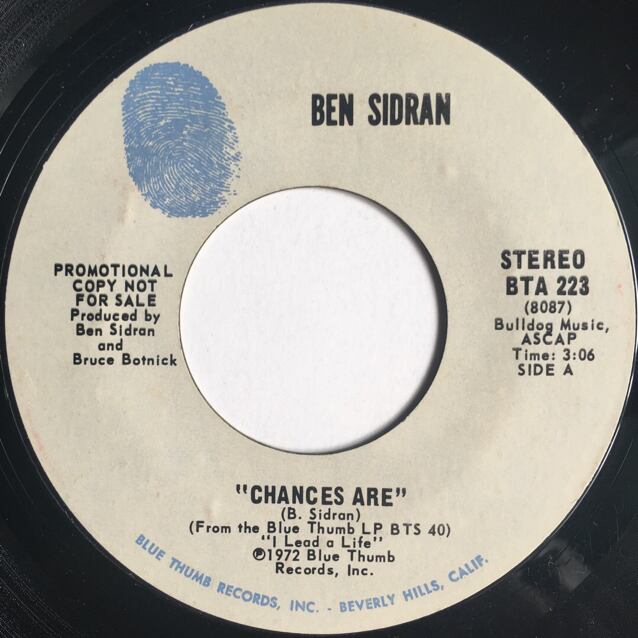 BEN SIDRAN
PROMOTIONAL
COPY NOT
FOR SALE
Produced by
Ben Sidran
and
Bruce Botnick
STEREO
BTA 223
(8087)
Bulldog Music,
ASCAP
Time: 3:06
SIDE A
"CHANCES ARE"
(B. Sidran)
(From the Blue Thumb LP BTS 40)
"I Lead a Life"
℗1972 Blue Thumb
Records, Inc.
BLUE THUMB RECORDS, INC. - BEVERLY HILLS, CALIF.